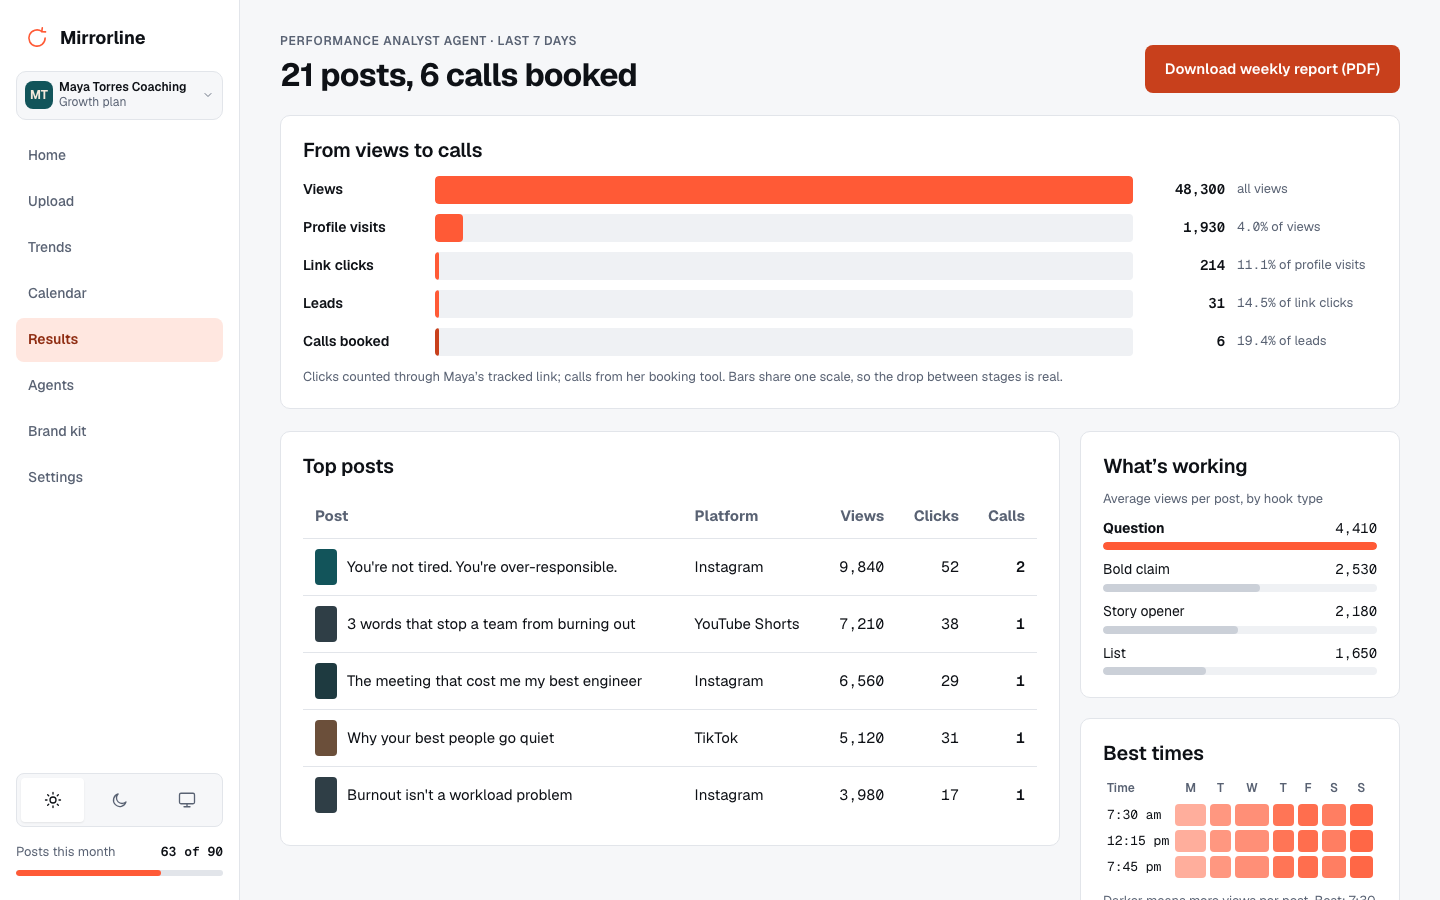 Mirrorline
MT
Maya Torres Coaching
Growth plan
Home
Upload
Trends
Calendar
Results
Agents
Brand kit
Settings
Posts this month 63 of 90
PERFORMANCE ANALYST AGENT · LAST 7 DAYS
21 posts, 6 calls booked
Download weekly report (PDF)
From views to calls
Views 48,300 all views
Profile visits 1,930 4.0% of views
Link clicks 214 11.1% of profile visits
Leads 31 14.5% of link clicks
Calls booked 6 19.4% of leads
Clicks counted through Maya’s tracked link; calls from her booking tool. Bars share one scale, so the drop between stages is real.
Top posts
Post Platform Views Clicks Calls
You're not tired. You're over-responsible. Instagram 9,840 52 2
3 words that stop a team from burning out YouTube Shorts 7,210 38 1
The meeting that cost me my best engineer Instagram 6,560 29 1
Why your best people go quiet TikTok 5,120 31 1
Burnout isn't a workload problem Instagram 3,980 17 1
What’s working
Average views per post, by hook type
Question 4,410
Bold claim 2,530
Story opener 2,180
List 1,650
Best times
Time M T W T F S S
7:30 am
12:15 pm
7:45 pm
Darker means more views per post. Best: 7:30